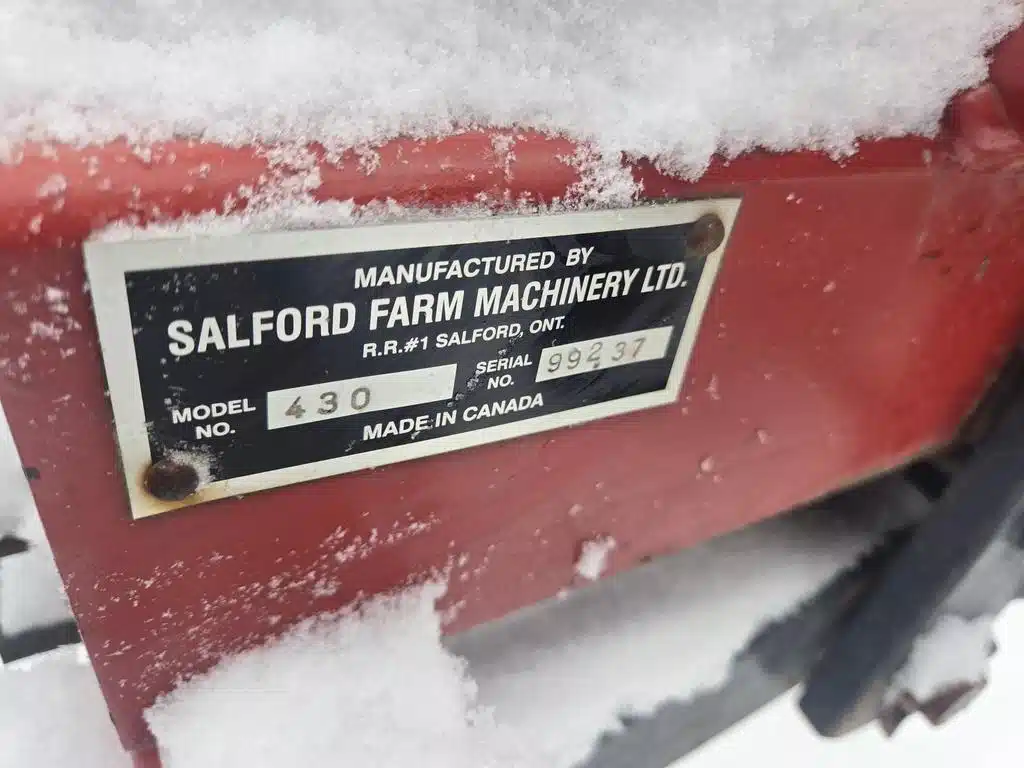 MANUFACTURED BY
SALFORD FARM MACHINERY LTD.
R.R.#1 SALFORD, ONT.
MODEL NO. 430
SERIAL NO. 99237
MADE IN CANADA